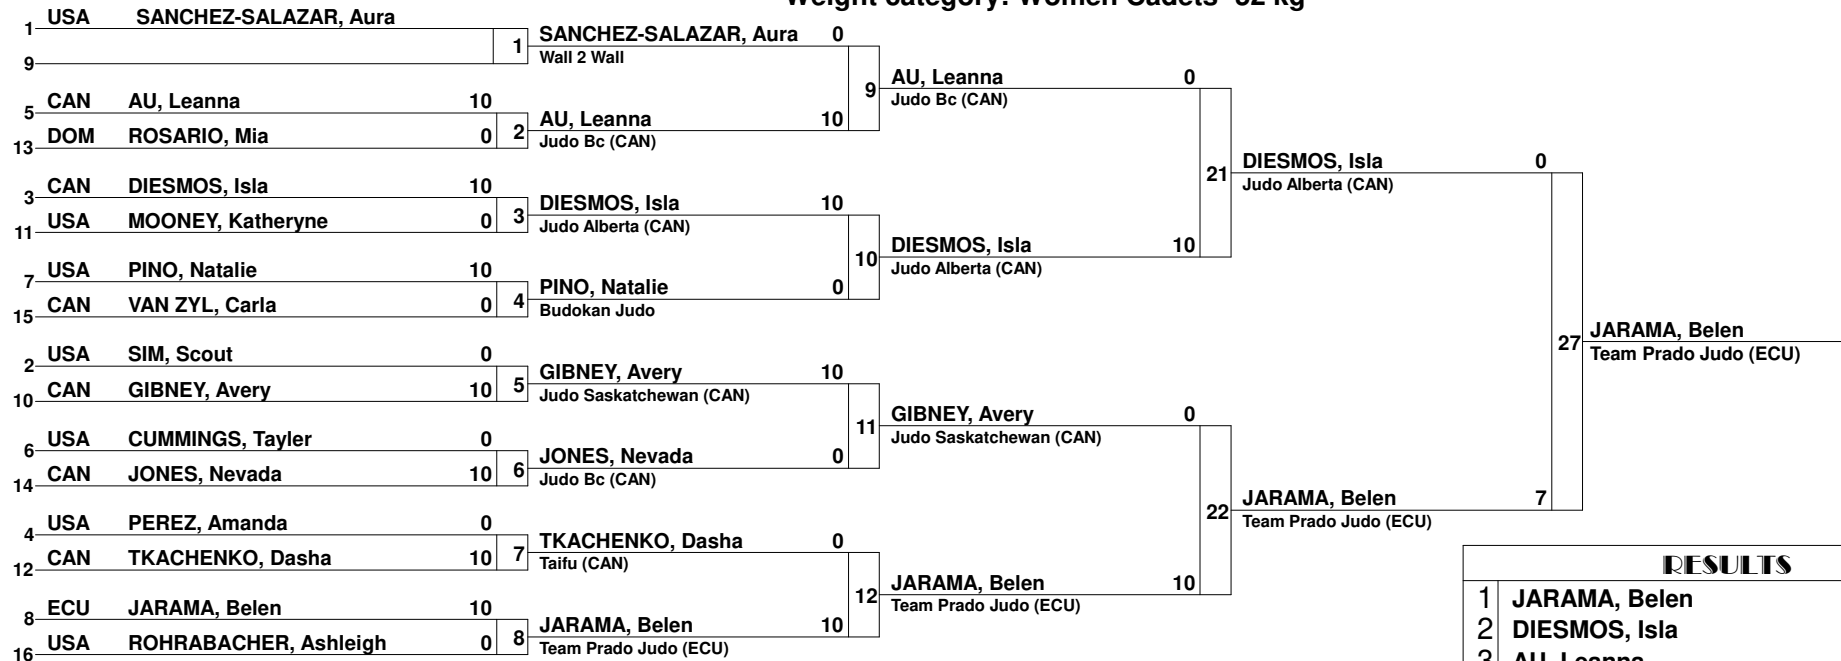 Weight category: Women Cadets -52 kg
1 USA SANCHEZ-SALAZAR, Aura
9
1
5 CAN AU, Leanna 10
13 DOM ROSARIO, Mia 0
2
3 CAN DIESMOS, Isla 10
11 USA MOONEY, Katheryne 0
3
7 USA PINO, Natalie 10
15 CAN VAN ZYL, Carla 0
4
2 USA SIM, Scout 0
10 CAN GIBNEY, Avery 10
5
6 USA CUMMINGS, Tayler 0
14 CAN JONES, Nevada 10
6
4 USA PEREZ, Amanda 0
12 CAN TKACHENKO, Dasha 10
7
8 ECU JARAMA, Belen 10
16 USA ROHRABACHER, Ashleigh 0
8
SANCHEZ-SALAZAR, Aura 0
Wall 2 Wall
9
AU, Leanna 10
Judo Bc (CAN)
DIESMOS, Isla 10
Judo Alberta (CAN)
10
PINO, Natalie 0
Budokan Judo
GIBNEY, Avery 10
Judo Saskatchewan (CAN)
11
JONES, Nevada 0
Judo Bc (CAN)
TKACHENKO, Dasha 0
Taifu (CAN)
12
JARAMA, Belen 10
Team Prado Judo (ECU)
AU, Leanna 0
Judo Bc (CAN)
21
DIESMOS, Isla 10
Judo Alberta (CAN)
GIBNEY, Avery 0
Judo Saskatchewan (CAN)
22
JARAMA, Belen 10
Team Prado Judo (ECU)
DIESMOS, Isla 0
Judo Alberta (CAN)
27
JARAMA, Belen 7
Team Prado Judo (ECU)
JARAMA, Belen
Team Prado Judo (ECU)
RESULTS
1 JARAMA, Belen
2 DIESMOS, Isla
3 AU, Leanna